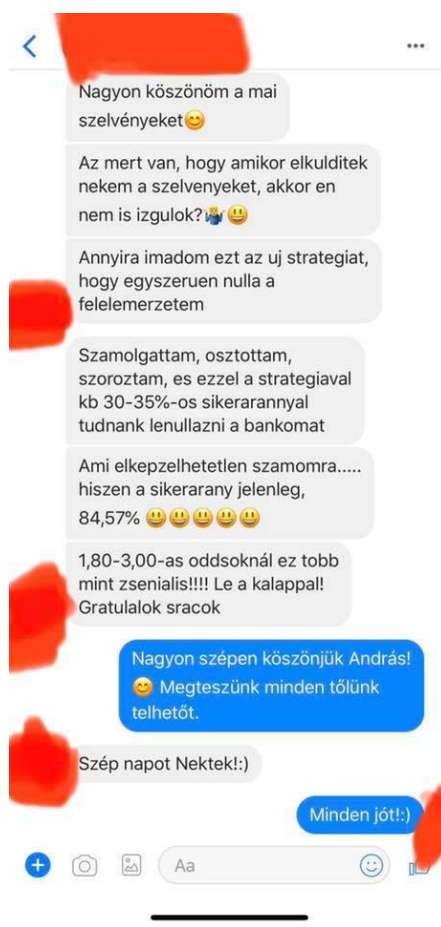 Nagyon köszönöm a mai
szelvényeket😊
Az mert van, hogy amikor elkulditek
nekem a szelvenyeket, akkor en
nem is izgulok?🤷‍♂️😃
Annyira imadom ezt az uj strategiat,
hogy egyszeruen nulla a
felelemerzetem
Szamolgattam, osztottam,
szoroztam, es ezzel a strategiaval
kb 30-35%-os sikerarannyal
tudnank lenullazni a bankomat
Ami elkepzelhetetlen szamomra.....
hiszen a sikerarany jelenleg,
84,57% 😃😃😃😃😃
1,80-3,00-as oddsoknál ez tobb
mint zsenialis!!!! Le a kalappal!
Gratulalok sracok
Nagyon szépen köszönjük András!
😊 Megteszünk minden tőlünk
telhetőt.
Szép napot Nektek!:)
Minden jót!:)
Aa